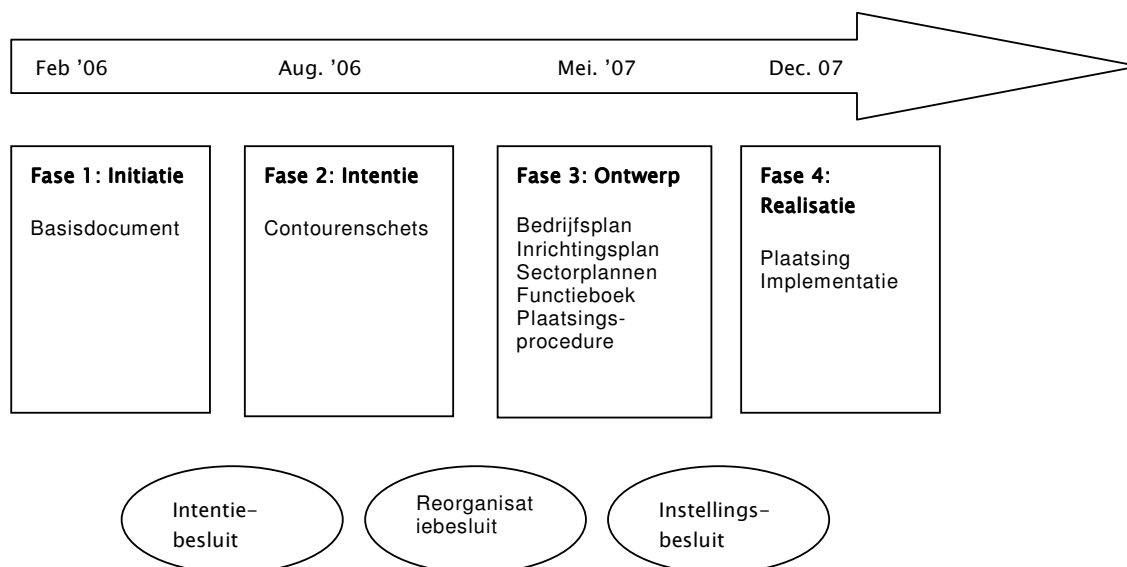 Feb ’06 Aug. ’06 Mei. ’07 Dec. 07
Fase 1: Initiatie
Basisdocument
Fase 2: Intentie
Contourenschets
Fase 3: Ontwerp
Bedrijfsplan
Inrichtingsplan
Sectorplannen
Functieboek
Plaatsings-
procedure
Fase 4:
Realisatie
Plaatsing
Implementatie
Intentie-
besluit
Reorganisat
iebesluit
Instellings-
besluit